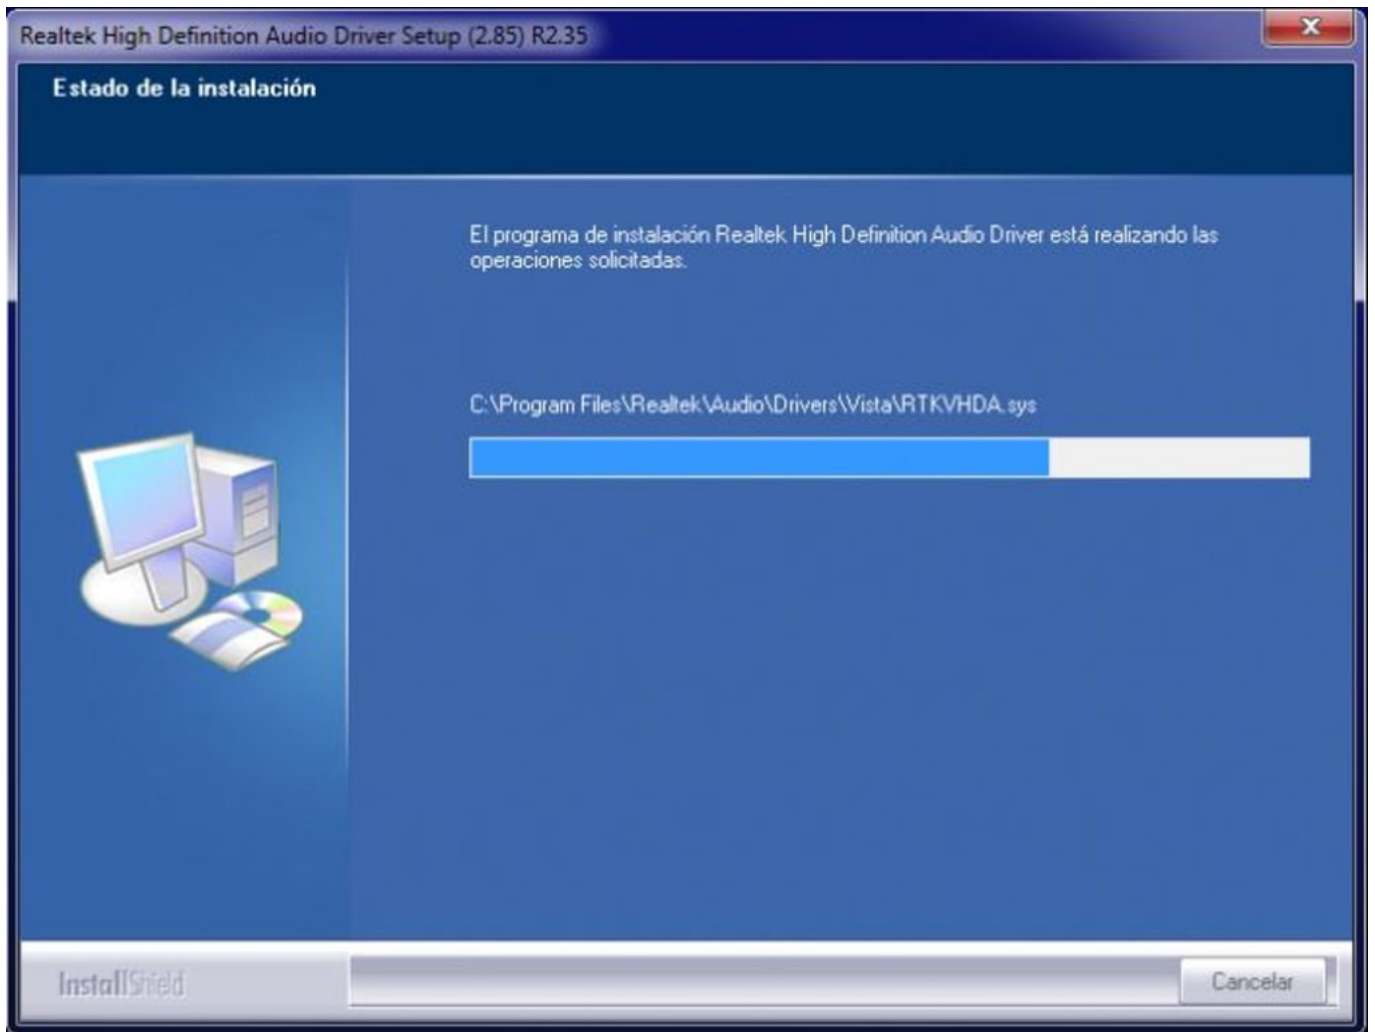 Realtek High Definition Audio Driver Setup (2.85) R2.35
Estado de la instalación
El programa de instalación Realtek High Definition Audio Driver está realizando las
operaciones solicitadas.
C:\Program Files\Realtek\Audio\Drivers\Vista\RTKVHDA.sys
InstallShield
Cancelar